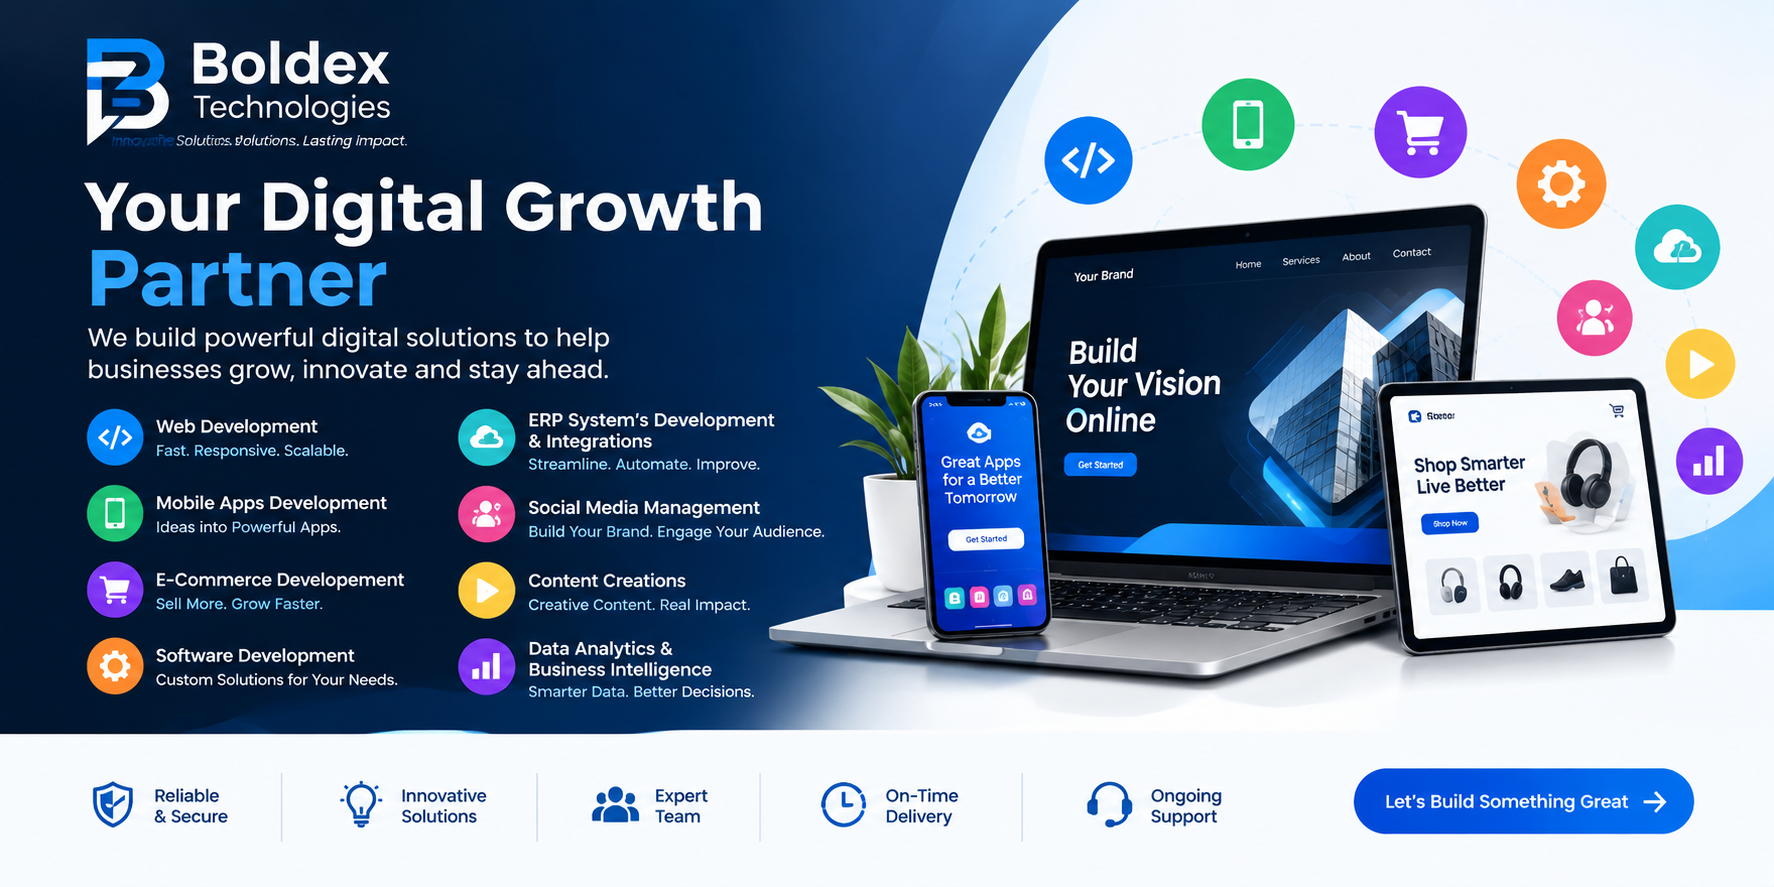 Boldex
Technologies
Solutions. Lasting impact.
Your Digital Growth
Partner
We build powerful digital solutions to help
businesses grow, innovate and stay ahead.
Web Development
Fast. Responsive. Scalable.
Mobile Apps Development
Ideas into Powerful Apps.
E-Commerce Developement
Sell More. Grow Faster.
Software Development
Custom Solutions for Your Needs.
ERP System's Development
& Integrations
Streamline. Automate. Improve.
Social Media Management
Build Your Brand. Engage Your Audience.
Content Creations
Creative Content. Real Impact.
Data Analytics &
Business Intelligence
Smarter Data. Better Decisions.
Your Brand
Home Services About Contact
Build
Your Vision
Online
Get Started
Great Apps
for a Better
Tomorrow
Get Started
Shop Smarter
Live Better
Shop Now
Reliable
& Secure
Innovative
Solutions
Expert
Team
On-Time
Delivery
Ongoing
Support
Let's Build Something Great